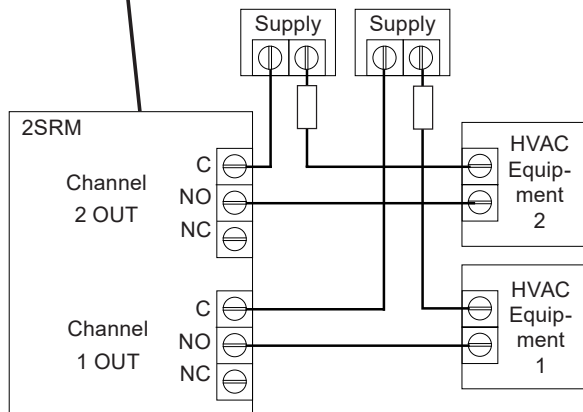 Supply
Supply
2SRM
C
Channel
2 OUT
NO
NC
HVAC
Equip-
ment
2
C
Channel
1 OUT
NO
NC
HVAC
Equip-
ment
1